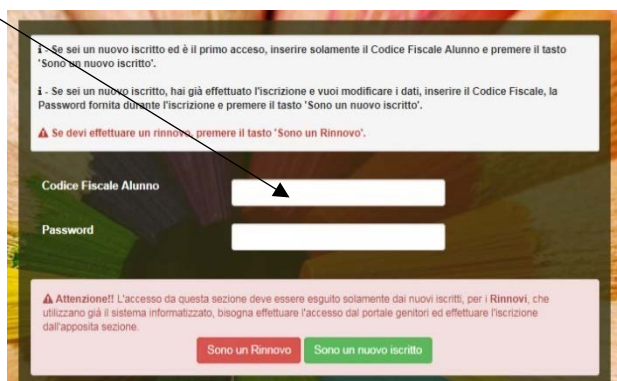 i - Se sei un nuovo iscritto ed è il primo accesso, inserire solamente il Codice Fiscale Alunno e premere il tasto
'Sono un nuovo iscritto'.
i - Se sei un nuovo iscritto, hai già effettuato l'iscrizione e vuoi modificare i dati, inserire il Codice Fiscale, la
Password fornita durante l'iscrizione e premere il tasto 'Sono un nuovo iscritto'.
Se devi effettuare un rinnovo, premere il tasto 'Sono un Rinnovo'.
Codice Fiscale Alunno
Password
Attenzione!! L'accesso da questa sezione deve essere esguito solamente dai nuovi iscritti, per i Rinnovi, che
utilizzano già il sistema informatizzato, bisogna effettuare l'accesso dal portale genitori ed effettuare l'iscrizione
dall'apposita sezione.
Sono un Rinnovo Sono un nuovo iscritto